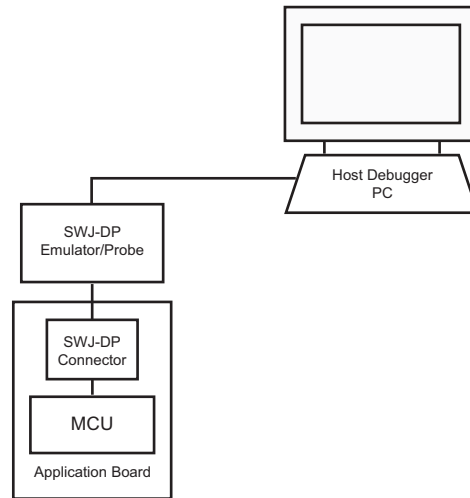 Host Debugger
PC
SWJ-DP
Emulator/Probe
SWJ-DP
Connector
MCU
Application Board